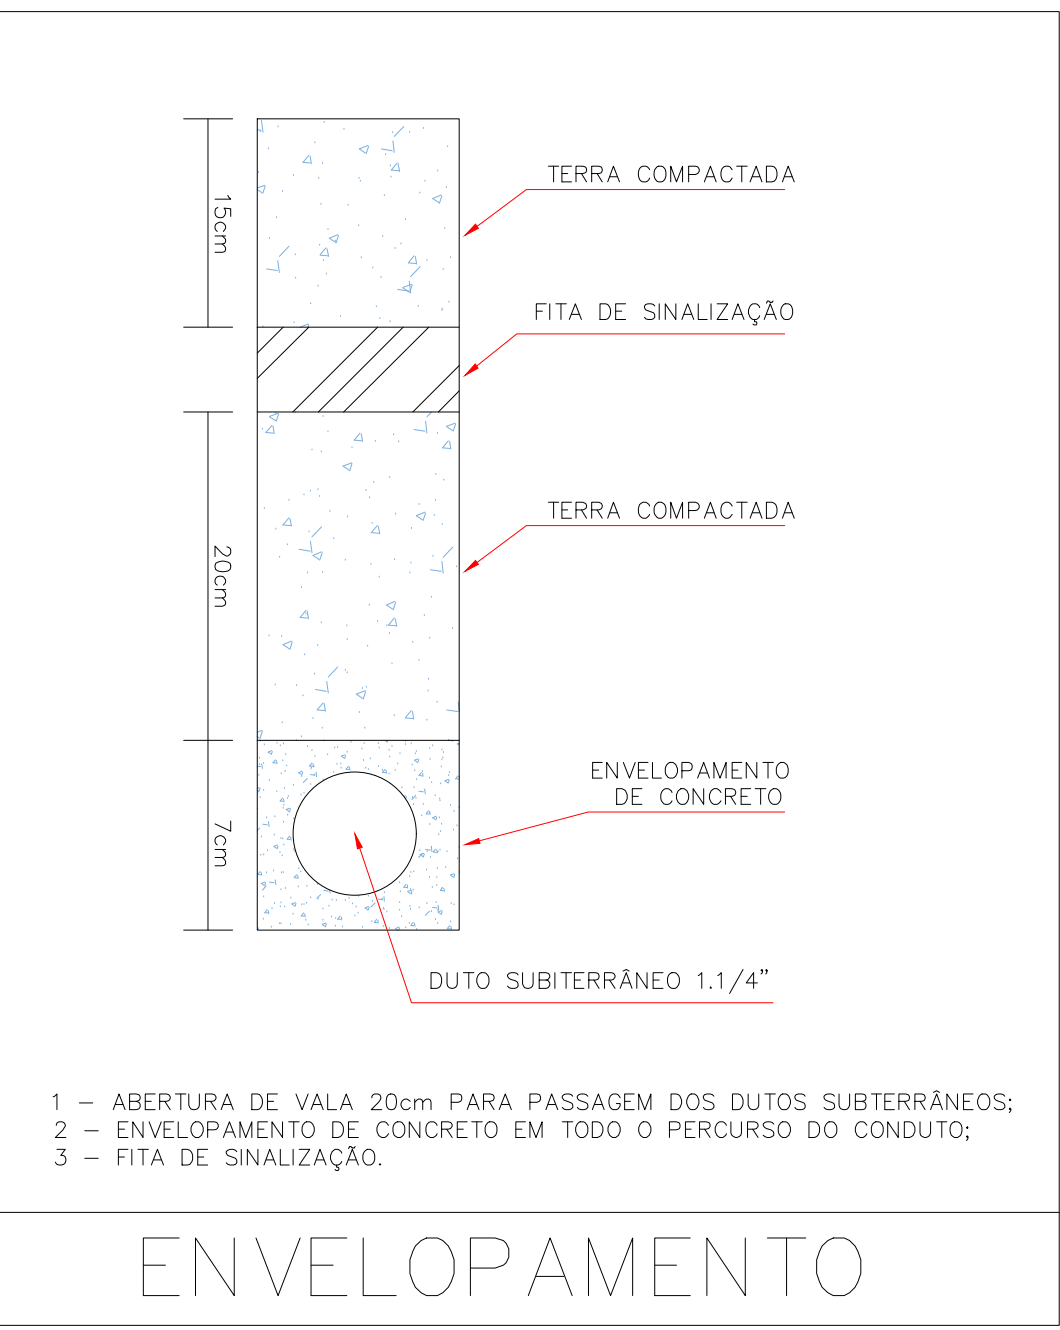 15cm
TERRA COMPACTADA
FITA DE SINALIZAÇÃO
20cm
TERRA COMPACTADA
ENVELOPAMENTO
DE CONCRETO
7cm
DUTO SUBITERRÂNEO 1.1/4”
1 – ABERTURA DE VALA 20cm PARA PASSAGEM DOS DUTOS SUBTERRÂNEOS;
2 – ENVELOPAMENTO DE CONCRETO EM TODO O PERCURSO DO CONDUTO;
3 – FITA DE SINALIZAÇÃO.
ENVELOPAMENTO